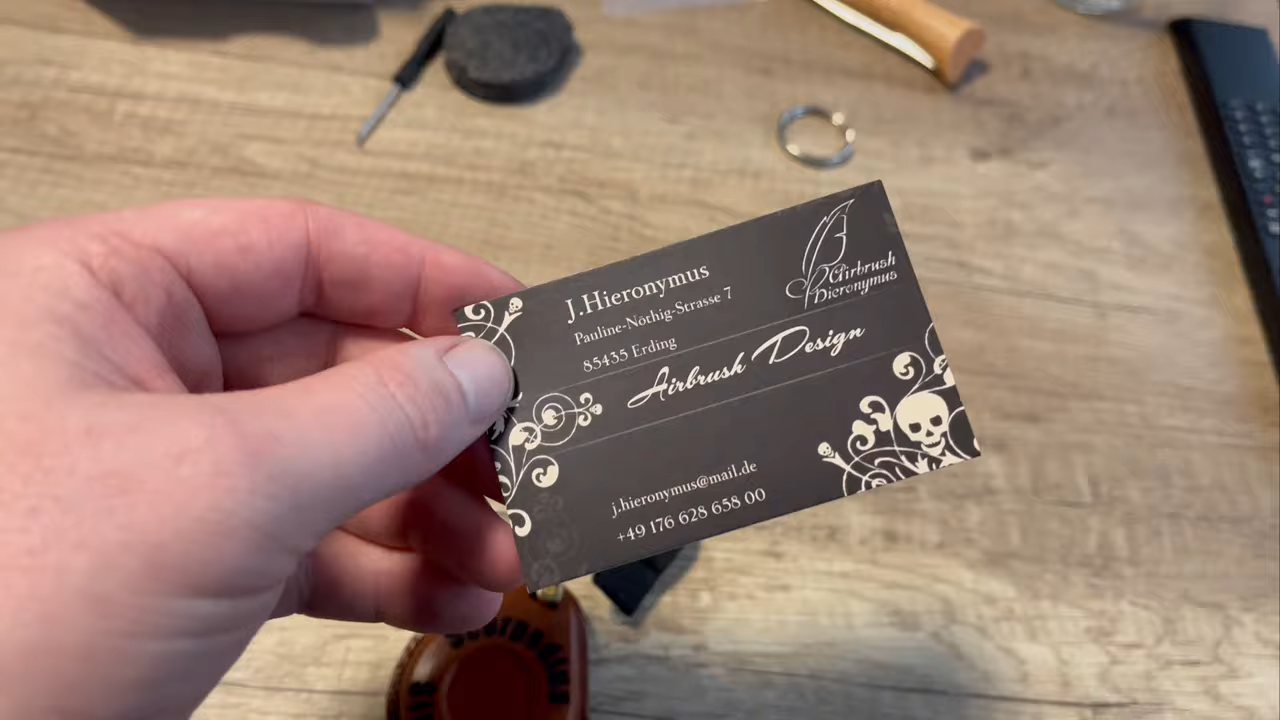 J.Hieronymus
Pauline-Nöthig-Strasse 7
85435 Erding
Airbrush
Hieronymus
Airbrush Design
j.hieronymus@mail.de
+49 176 628 658 00